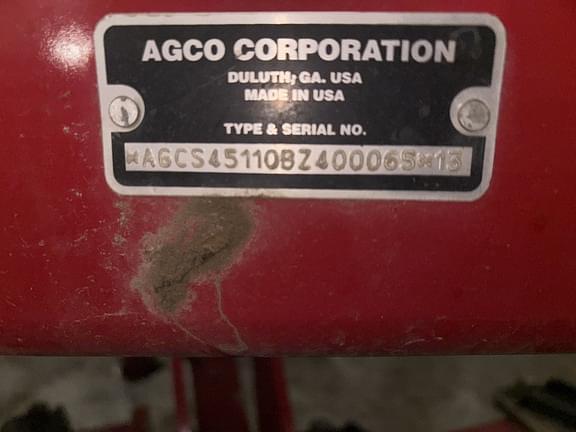 AGCO CORPORATION
DULUTH, GA. USA
MADE IN USA
TYPE & SERIAL NO.
*AGCS45110BZ400065*13